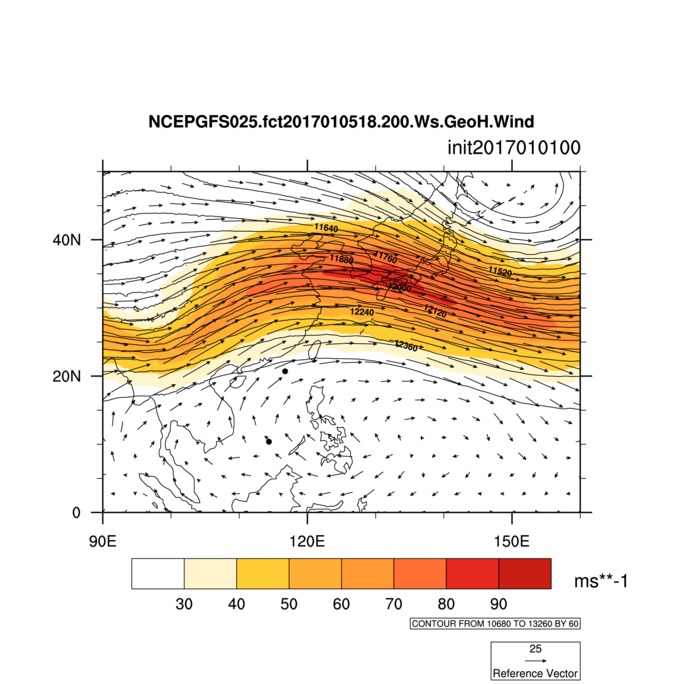 NCEPGFS025.fct2017010518.200.Ws.GeoH.Wind
init2017010100
40N
20N
0
11640
11880
11760
11520
12000
12240
12120
12360
90E
120E
150E
30
40
50
60
70
80
90
ms**-1
CONTOUR FROM 10680 TO 13260 BY 60
25
Reference Vector